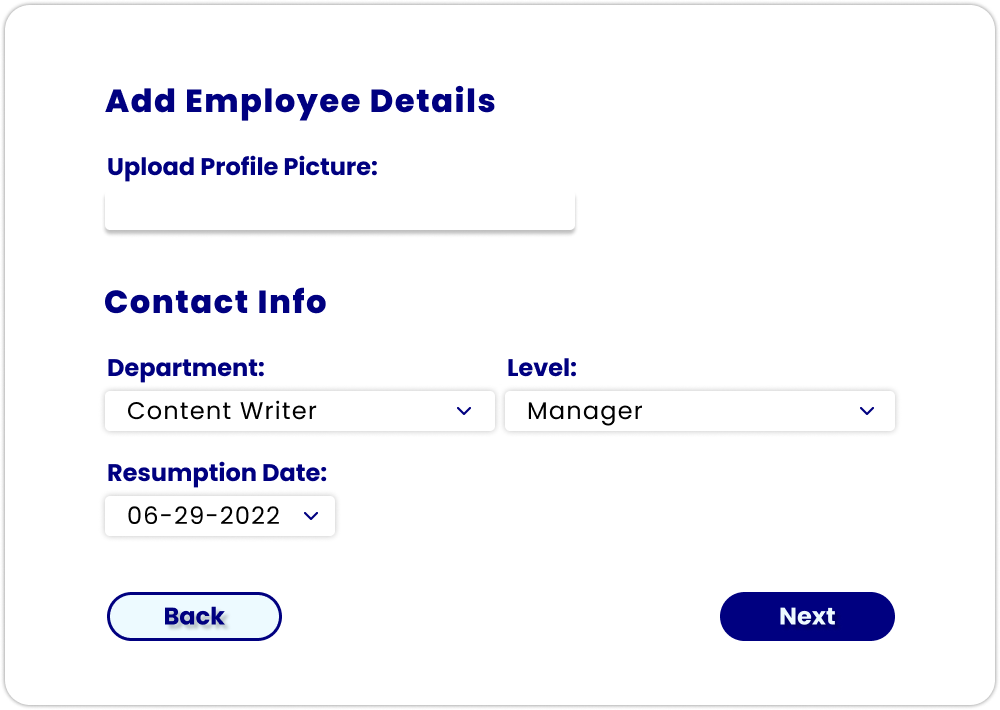 Add Employee Details
Upload Profile Picture:
Contact Info
Department: Level:
Content Writer Manager
Resumption Date:
06-29-2022
Back Next